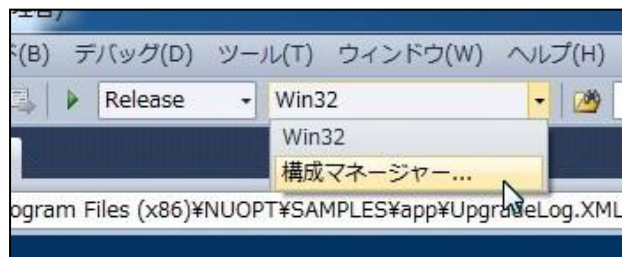 (B) デバッグ(D) ツール(T) ウィンドウ(W) ヘルプ(H)
Release Win32
Win32
構成マネージャー...
ogram Files (x86)¥NUOPT¥SAMPLES¥app¥UpgradeLog.XML